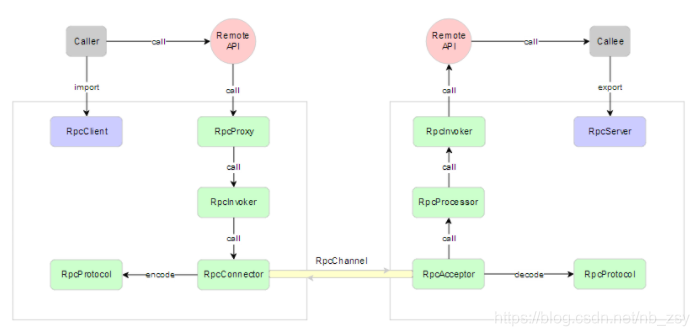 Caller
call
Remote
API
Remote
API
call
Callee
import
call
call
export
RpcClient
RpcProxy
RpcInvoker
RpcServer
call
call
RpcInvoker
RpcProcessor
call
call
RpcProtocol
encode
RpcConnector
RpcChannel
RpcAcceptor
decode
RpcProtocol
https://blog.csdn.net/nb_zsy